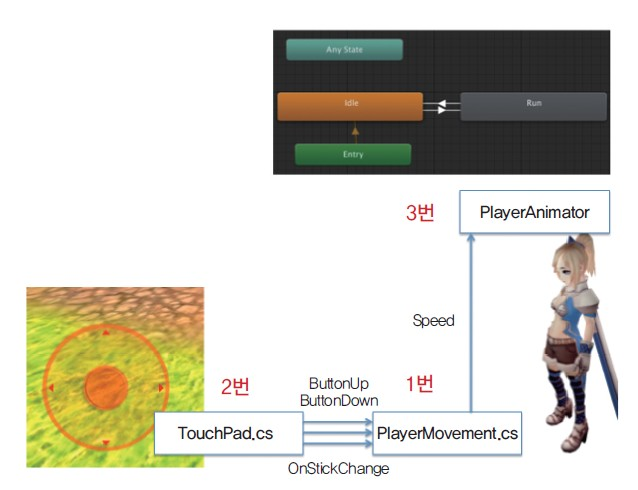 Any State
Idle
Run
Entry
3번
PlayerAnimator
Speed
2번
ButtonUp
ButtonDown
1번
TouchPad.cs
PlayerMovement.cs
OnStickChange